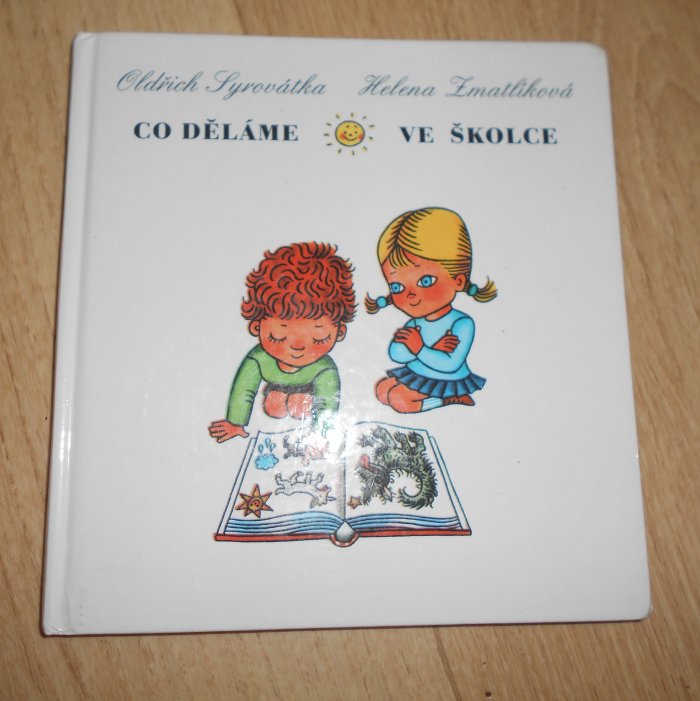 Oldřich Syrovátka Helena Zmatlíková
CO DĚLÁME VE ŠKOLCE